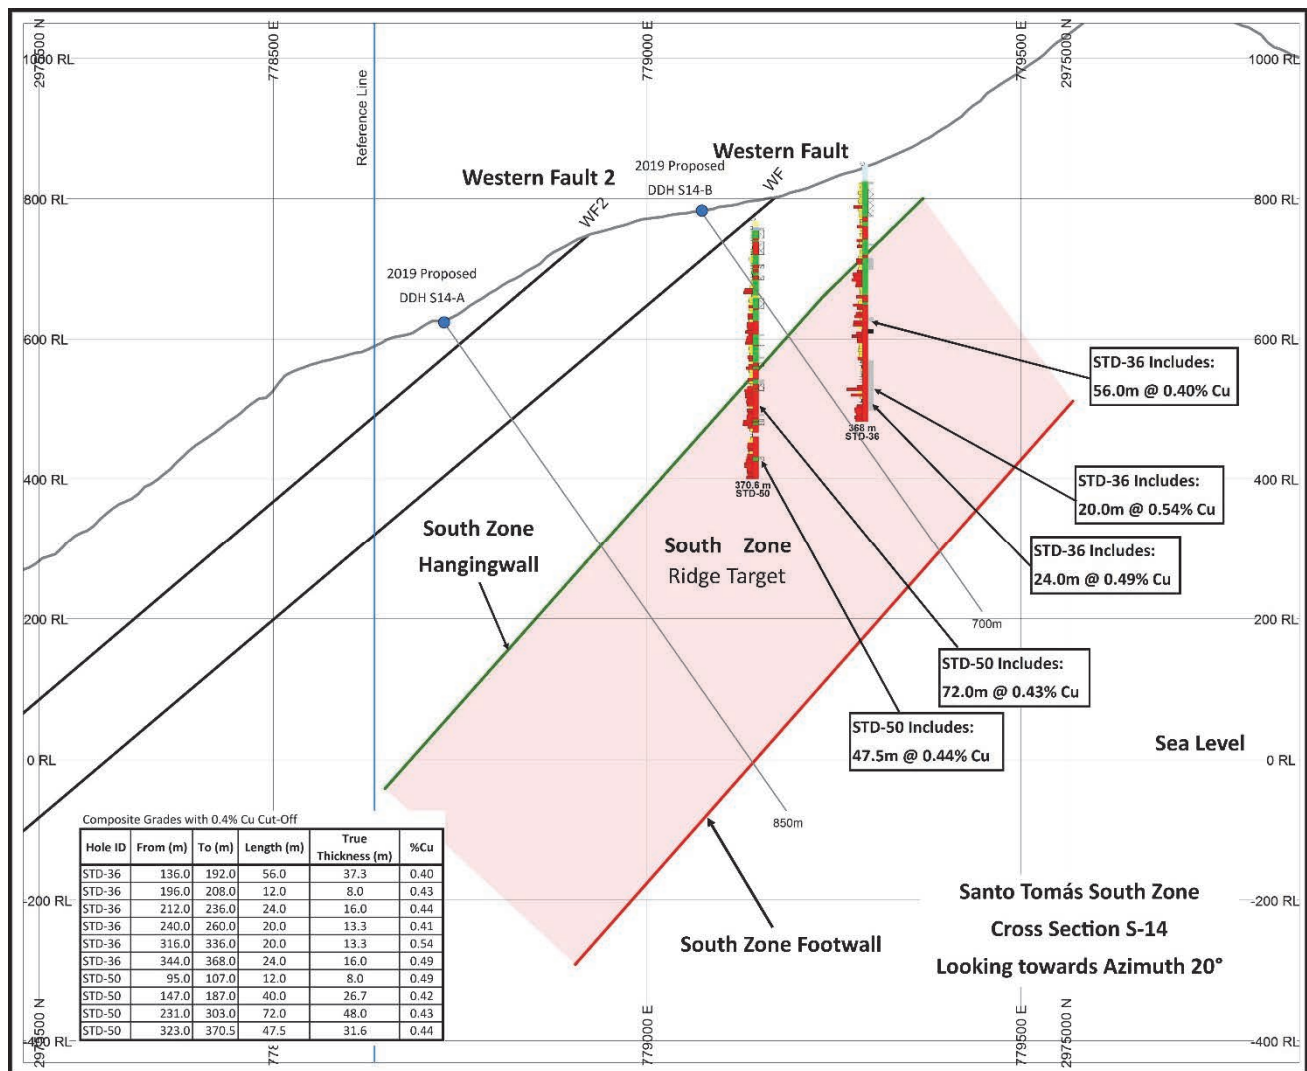 2975500 N
778500 E
779000 E
779500 E
2975000 N
1000 RL
1000 RL
Reference Line
Western Fault
2019 Proposed
DDH S14-B
WF
Western Fault 2
WF2
800 RL
800 RL
2019 Proposed
DDH S14-A
600 RL
600 RL
STD-36 Includes:
56.0m @ 0.40% Cu
368 m
STD-36
400 RL
400 RL
370.6 m
STD-50
STD-36 Includes:
20.0m @ 0.54% Cu
South Zone
Hangingwall
South Zone
Ridge Target
STD-36 Includes:
24.0m @ 0.49% Cu
200 RL
200 RL
700m
STD-50 Includes:
72.0m @ 0.43% Cu
STD-50 Includes:
47.5m @ 0.44% Cu
Sea Level
0 RL
0 RL
850m
Composite Grades with 0.4% Cu Cut-Off
Hole ID From (m) To (m) Length (m) True Thickness (m) %Cu
STD-36 136.0 192.0 56.0 37.3 0.40
STD-36 196.0 208.0 12.0 8.0 0.43
STD-36 212.0 236.0 24.0 16.0 0.44
STD-36 240.0 260.0 20.0 13.3 0.41
STD-36 316.0 336.0 20.0 13.3 0.54
STD-36 344.0 368.0 24.0 16.0 0.49
STD-50 95.0 107.0 12.0 8.0 0.49
STD-50 147.0 187.0 40.0 26.7 0.42
STD-50 231.0 303.0 72.0 48.0 0.43
STD-50 323.0 370.5 47.5 31.6 0.44
-200 RL
-200 RL
South Zone Footwall
Santo Tomás South Zone
Cross Section S-14
Looking towards Azimuth 20°
-400 RL
-400 RL
2975500 N
778
779000 E
779500 E
2975000 N